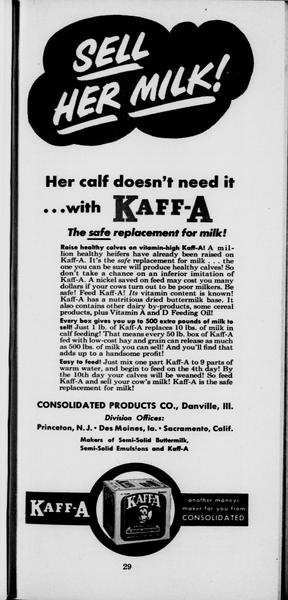 SELL
HER MILK!
Her calf doesn't need it
...with KAFF-A
The safe replacement for milk!
Raise healthy calves on vitamin-high Kaff-A! A mil-
lion healthy heifers have already been raised on
Kaff-A. It's the safe replacement for milk . . . the
one you can be sure will produce healthy calves! So
don't take a chance on an inferior imitation of
Kaff-A. A nickel saved on feed may cost you many
dollars if your cows turn out to be poor milkers. Be
safe! Feed Kaff-A! Its vitamin content is known!
Kaff-A has a nutritious dried buttermilk base. It
also contains other dairy by-products, some cereal
products, plus Vitamin A and D Feeding Oil!
Every box gives you up to 500 extra pounds of milk to
sell! Just 1 lb. of Kaff-A replaces 10 lbs. of milk in
calf feeding! That means every 50 lb. box of Kaff-A
fed with low-cost hay and grain can release as much
as 500 lbs. of milk you can sell! And you'll find that
adds up to a handsome profit!
Easy to feed! Just mix one part Kaff-A to 9 parts of
warm water, and begin to feed on the 4th day! By
the 10th day your calves will be weaned! So feed
Kaff-A and sell your cow's milk! Kaff-A is the safe
replacement for milk!
CONSOLIDATED PRODUCTS CO., Danville, Ill.
Division Offices:
Princeton, N.J. • Des Moines, Ia. • Sacramento, Calif.
Makers of Semi-Solid Buttermilk,
Semi-Solid Emulsions and Kaff-A
KAFF-A
KAFF-A
another money-
maker for you from
CONSOLIDATED
29